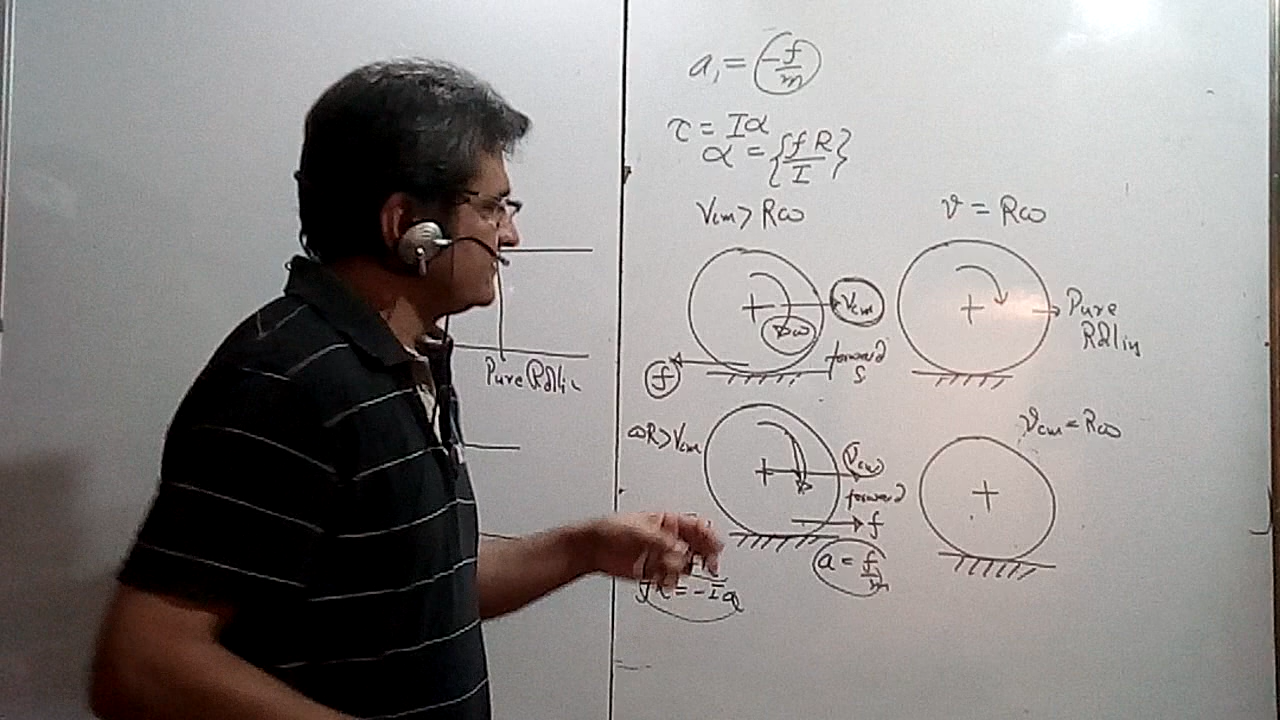 a₁ = -f/m
τ = Iα
α = {fR/I}
Vcm > Rω
v = Rω
Vcm
Rω
Pure
Rolling
forward
f
Pure Rollin
ωR > Vcm
Vcm = Rω
Vcm
forward
f
a = f/m
fR = -Iα